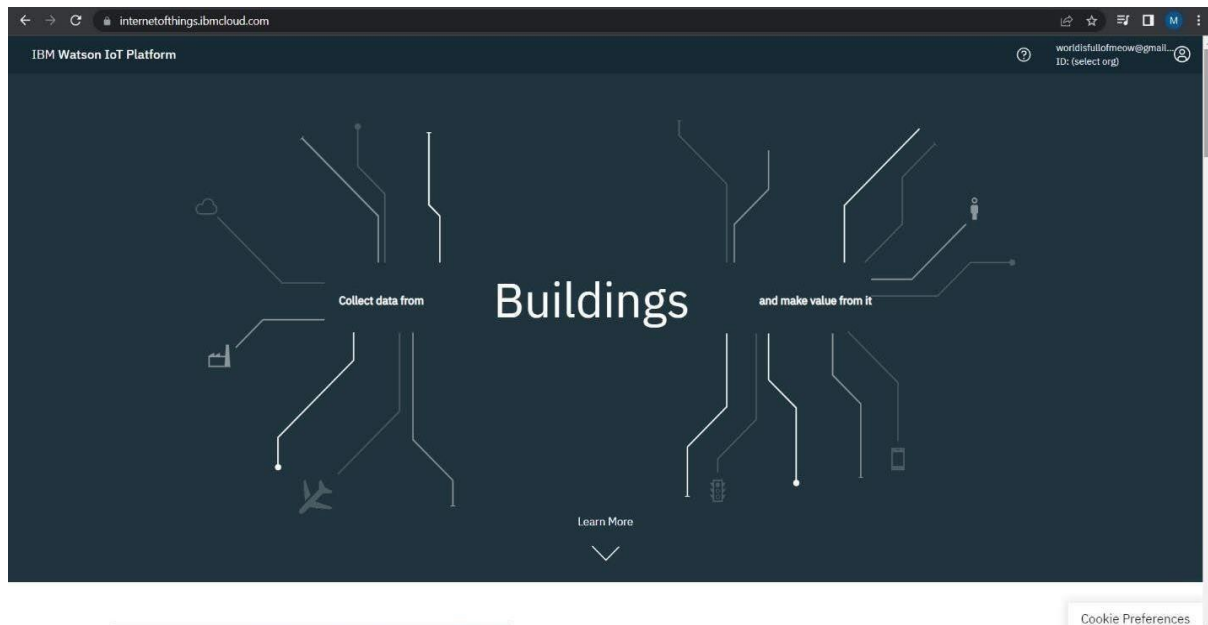 internetofthings.ibmcloud.com
M
IBM Watson IoT Platform
worldisfullofmeow@gmail...
ID: (select org)
Collect data from
Buildings
and make value from it
Learn More
Cookie Preferences